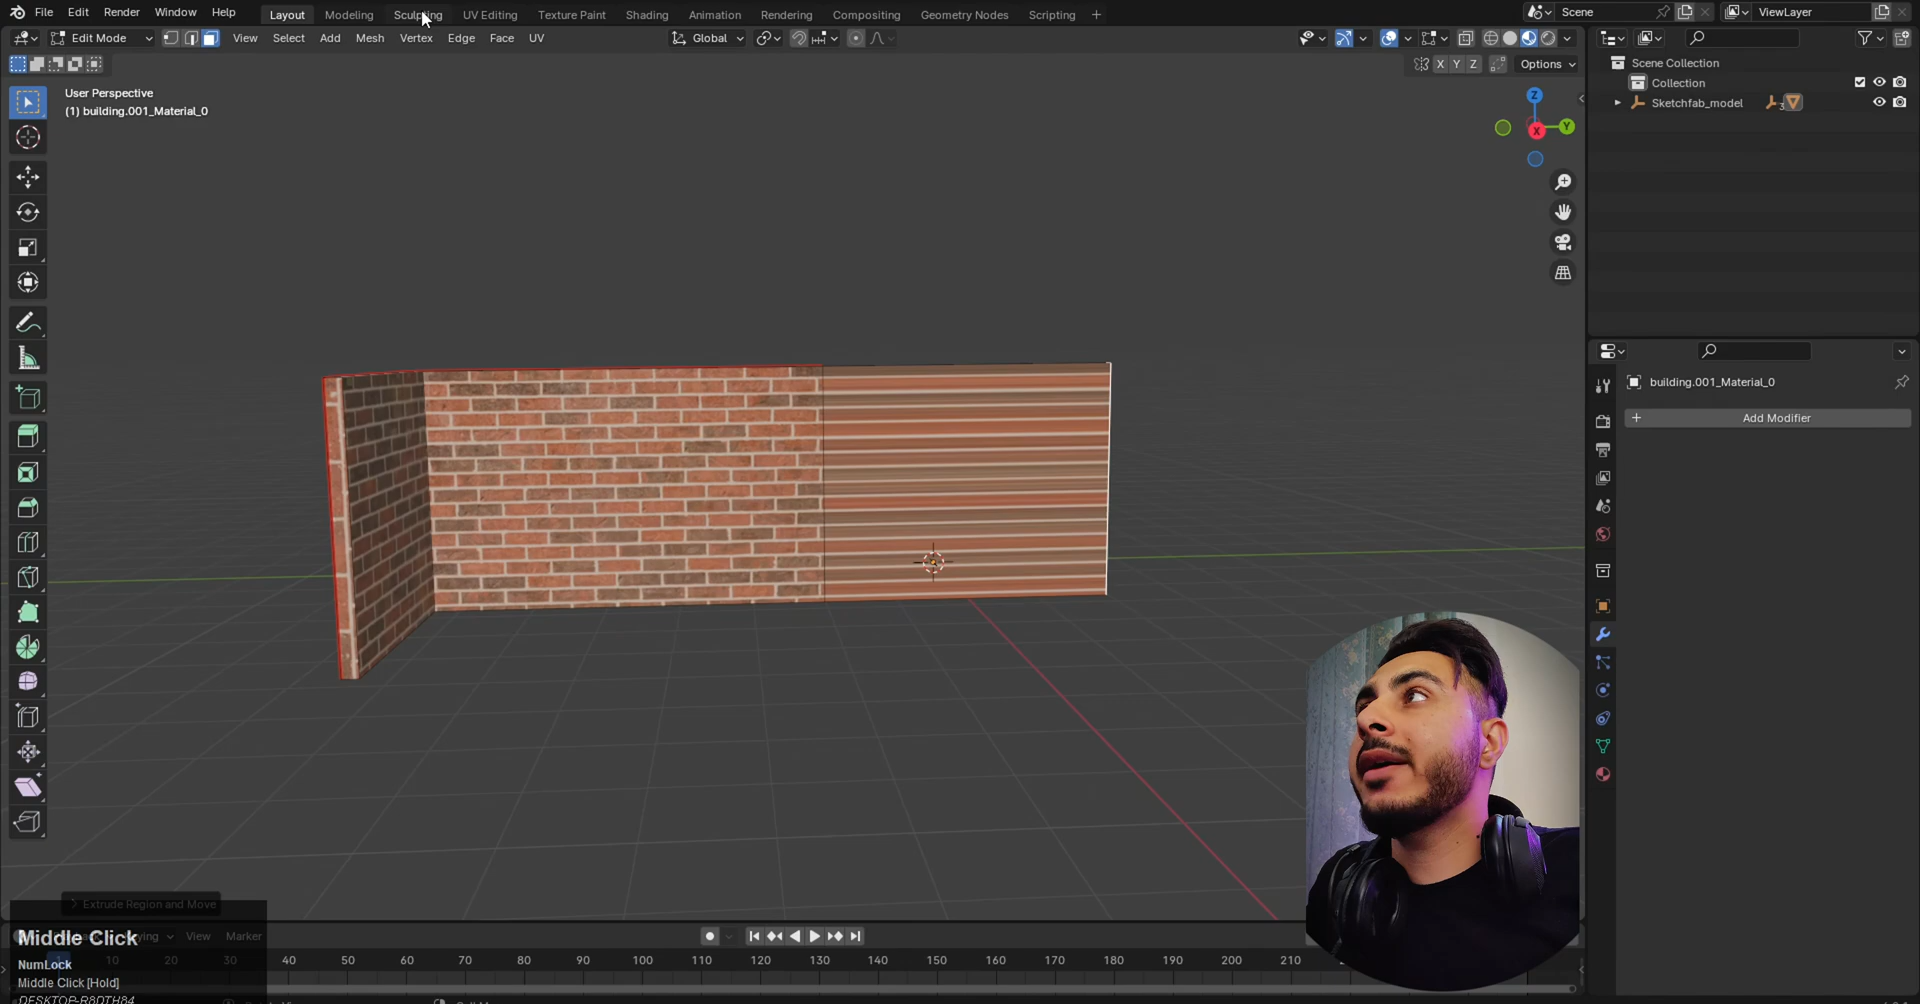 File Edit Render Window Help Layout Modeling Sculpting UV Editing Texture Paint Shading Animation Rendering Compositing Geometry Nodes Scripting + Scene ViewLayer
Edit Mode View Select Add Mesh Vertex Edge Face UV Global
X Y Z Options
User Perspective
(1) building.001_Material_0
Z
Y
X
Scene Collection
Collection
Sketchfab_model
building.001_Material_0
+ Add Modifier
Extrude Region and Move
View Marker
Middle Click
NumLock
Middle Click[Hold]
DESKTOP-R8DTH84
1 20 30 40 50 60 70 80 90 100 110 120 130 140 150 160 170 180 190 200 210